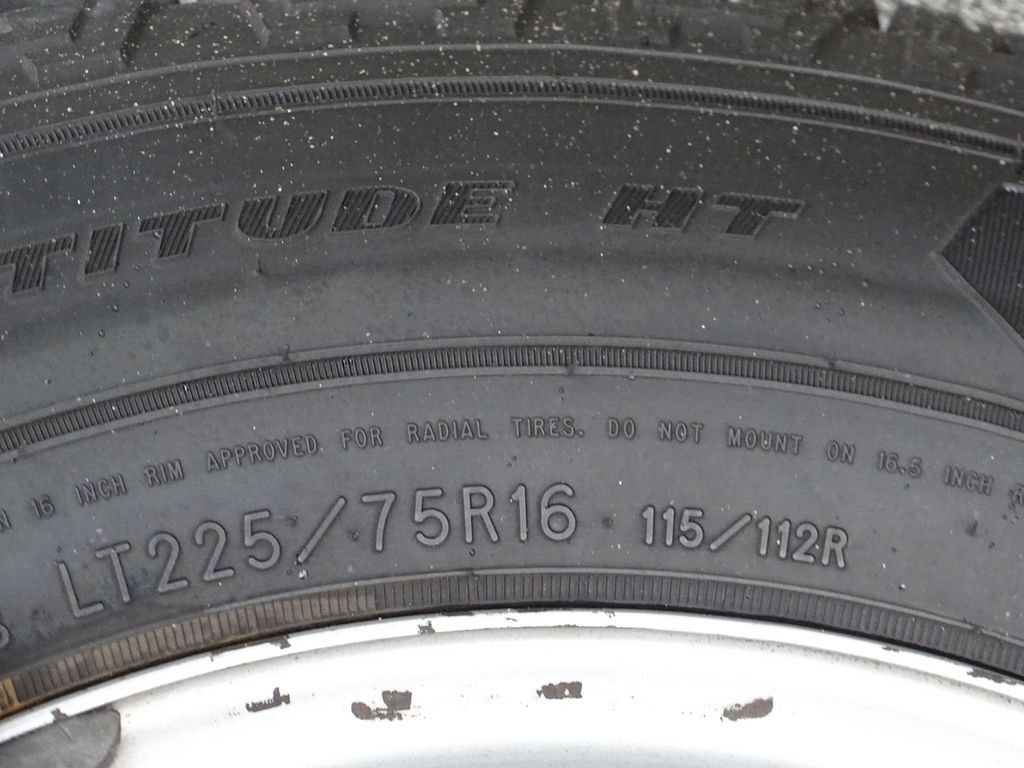 TITUDE HT
16 INCH RIM APPROVED FOR RADIAL TIRES. DO NOT MOUNT ON 16.5 INCH
LT225/75R16 115/112R